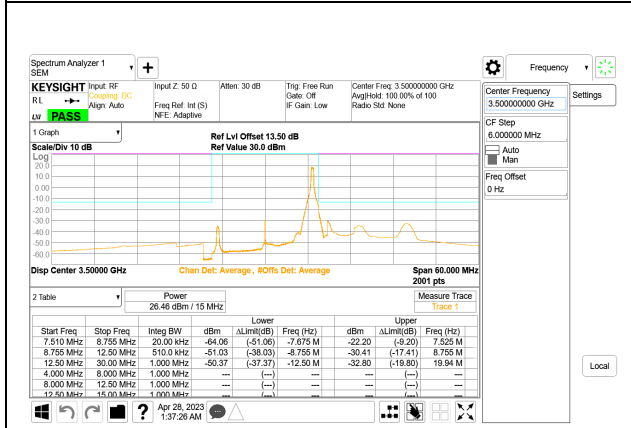 Spectrum Analyzer 1
SEM
+
Frequency
KEYSIGHT
Input: RF
Coupling: DC
Align: Auto
Input Z: 50 Ω
Freq Ref: Int (S)
NFE: Adaptive
Atten: 30 dB
Trig: Free Run
Gate: Off
IF Gain: Low
Center Freq: 3.500000000 GHz
Avg|Hold: 100.00% of 100
Radio Std: None
RL
LXI PASS
Center Frequency
3.500000000 GHz
Settings
CF Step
6.000000 MHz
Auto
Man
Freq Offset
0 Hz
Local
1 Graph
Scale/Div 10 dB
Ref Lvl Offset 13.50 dB
Ref Value 30.0 dBm
Log
20.0
10.0
0.00
-10.0
-20.0
-30.0
-40.0
-50.0
-60.0
Disp Center 3.50000 GHz
Chan Det: Average, #Offs Det: Average
Span 60.000 MHz
2001 pts
2 Table
Power
26.46 dBm / 15 MHz
Measure Trace
Trace 1
Lower Upper
Start Freq Stop Freq Integ BW dBm ΔLimit(dB) Freq (Hz) dBm ΔLimit(dB) Freq (Hz)
7.510 MHz 8.755 MHz 20.00 kHz -64.06 (-51.06) -7.675 M -22.20 (-9.20) 7.525 M
8.755 MHz 12.50 MHz 510.0 kHz -51.03 (-38.03) -8.755 M -30.41 (-17.41) 8.755 M
12.50 MHz 30.00 MHz 1.000 MHz -50.37 (-37.37) -12.50 M -32.80 (-19.80) 19.94 M
4.000 MHz 8.000 MHz 1.000 MHz --- (---) --- --- (---) ---
8.000 MHz 12.50 MHz 1.000 MHz --- (---) --- --- (---) ---
12.50 MHz 15.00 MHz 1.000 MHz --- (---) --- --- (---) ---
?
Apr 28, 2023
1:37:26 AM